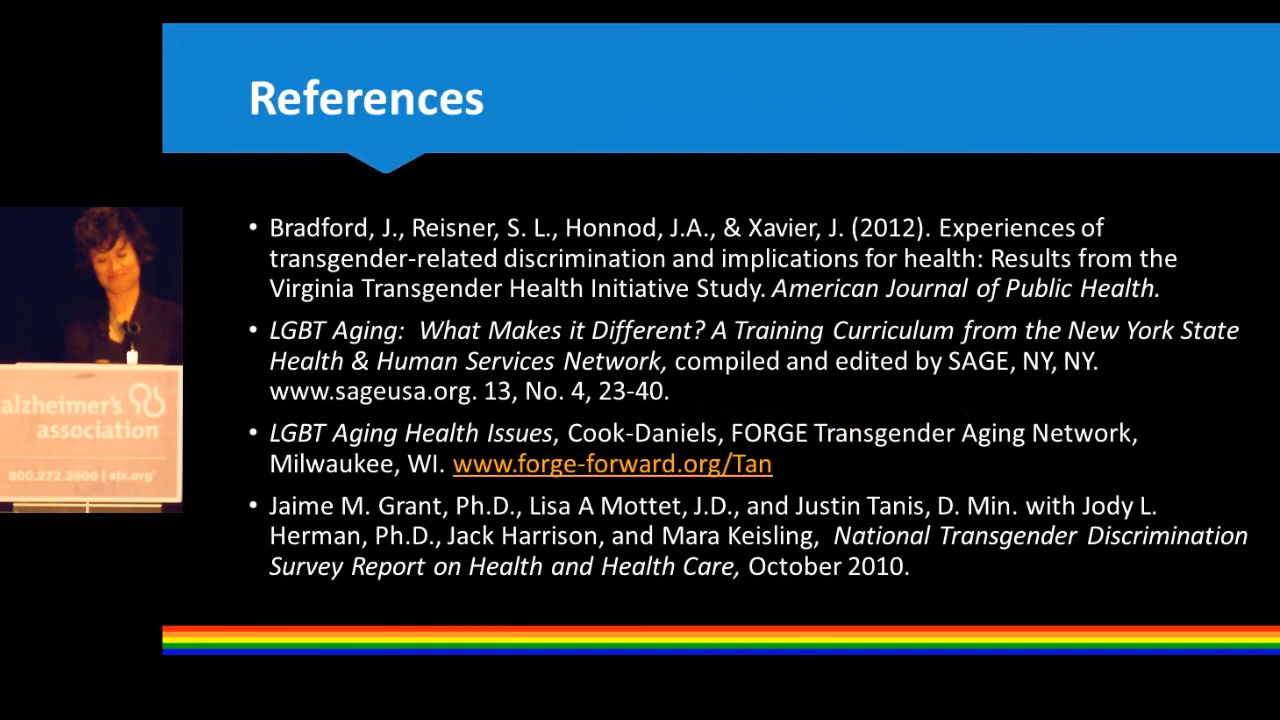 References
• Bradford, J., Reisner, S. L., Honnod, J.A., & Xavier, J. (2012). Experiences of
transgender-related discrimination and implications for health: Results from the
Virginia Transgender Health Initiative Study. American Journal of Public Health.
• LGBT Aging: What Makes it Different? A Training Curriculum from the New York State
Health & Human Services Network, compiled and edited by SAGE, NY, NY.
www.sageusa.org. 13, No. 4, 23-40.
• LGBT Aging Health Issues, Cook-Daniels, FORGE Transgender Aging Network,
Milwaukee, WI. www.forge-forward.org/Tan
• Jaime M. Grant, Ph.D., Lisa A Mottet, J.D., and Justin Tanis, D. Min. with Jody L.
Herman, Ph.D., Jack Harrison, and Mara Keisling, National Transgender Discrimination
Survey Report on Health and Health Care, October 2010.
alzheimer's
association
800.272.3900 | alz.org